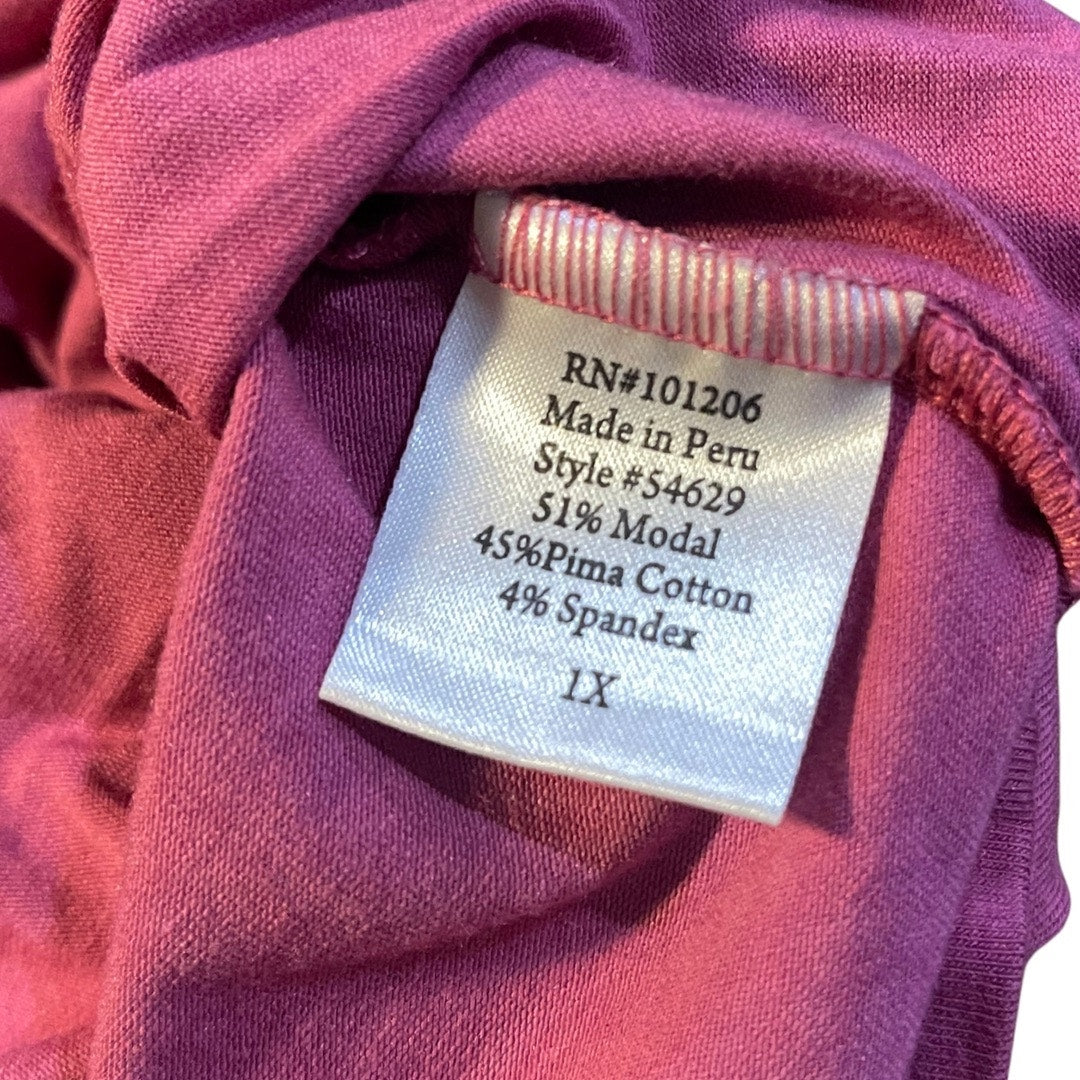 RN#101206
Made in Peru
Style #54629
51% Modal
45%Pima Cotton
4% Spandex
1X